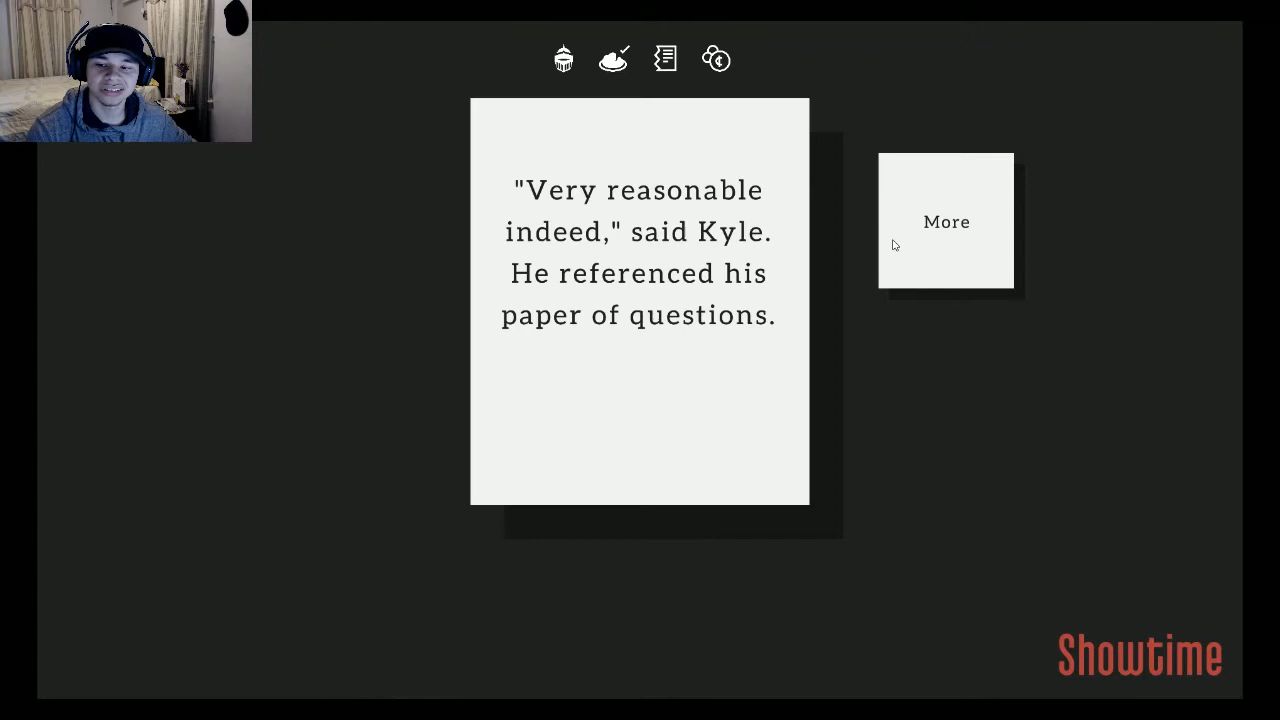 "Very reasonable
indeed," said Kyle.
He referenced his
paper of questions.
More
Showtime